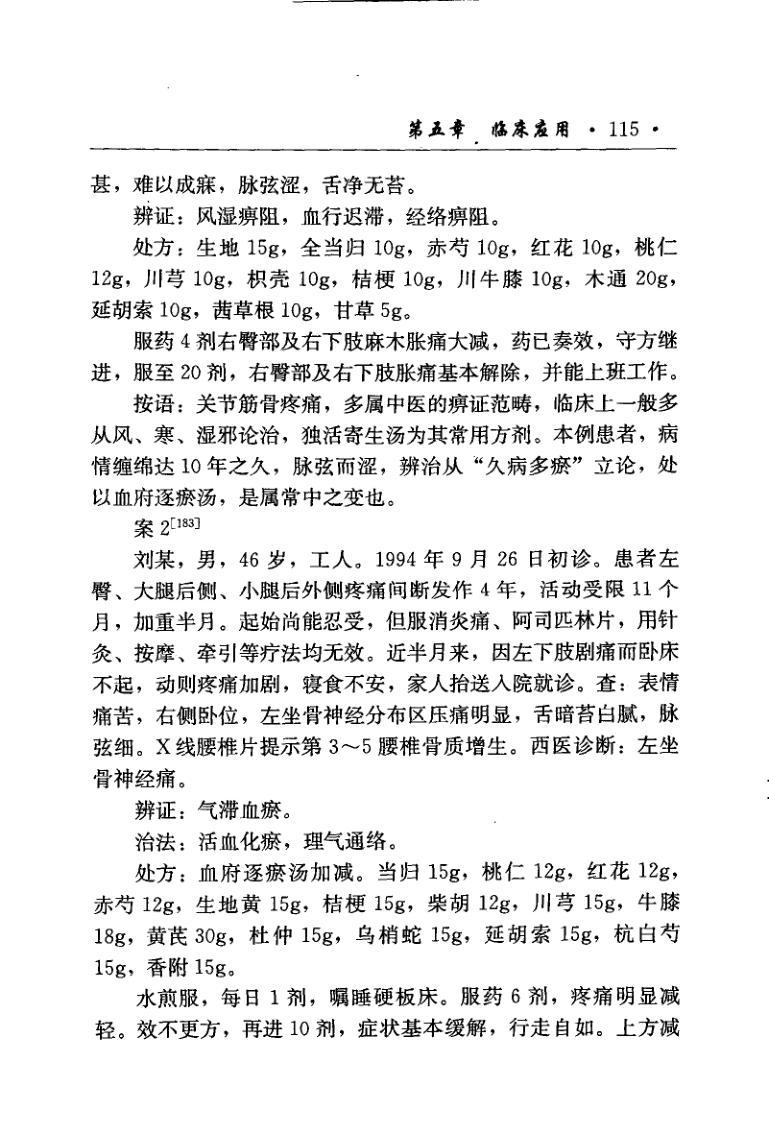 第五章 临床应用 · 115 ·
甚，难以成寐，脉弦涩，舌净无苔。
辨证：风湿痹阻，血行迟滞，经络痹阻。
处方：生地 15g，全当归 10g，赤芍 10g，红花 10g，桃仁
12g，川芎 10g，枳壳 10g，桔梗 10g，川牛膝 10g，木通 20g，
延胡索 10g，茜草根 10g，甘草 5g。
服药 4 剂右臀部及右下肢麻木胀痛大减，药已奏效，守方继
进，服至 20 剂，右臀部及右下肢胀痛基本解除，并能上班工作。
按语：关节筋骨疼痛，多属中医的痹证范畴，临床上一般多
从风、寒、湿邪论治，独活寄生汤为其常用方剂。本例患者，病
情缠绵达 10 年之久，脉弦而涩，辨治从“久病多瘀”立论，处
以血府逐瘀汤，是属常中之变也。
案 2[183]
刘某，男，46 岁，工人。1994 年 9 月 26 日初诊。患者左
臀、大腿后侧、小腿后外侧疼痛间断发作 4 年，活动受限 11 个
月，加重半月。起始尚能忍受，但服消炎痛、阿司匹林片，用针
灸、按摩、牵引等疗法均无效。近半月来，因左下肢剧痛而卧床
不起，动则疼痛加剧，寝食不安，家人抬送入院就诊。查：表情
痛苦，右侧卧位，左坐骨神经分布区压痛明显，舌暗苔白腻，脉
弦细。X 线腰椎片提示第 3～5 腰椎骨质增生。西医诊断：左坐
骨神经痛。
辨证：气滞血瘀。
治法：活血化瘀，理气通络。
处方：血府逐瘀汤加减。当归 15g，桃仁 12g，红花 12g，
赤芍 12g，生地黄 15g，桔梗 15g，柴胡 12g，川芎 15g，牛膝
18g，黄芪 30g，杜仲 15g，乌梢蛇 15g，延胡索 15g，杭白芍
15g，香附 15g。
水煎服，每日 1 剂，嘱睡硬板床。服药 6 剂，疼痛明显减
轻。效不更方，再进 10 剂，症状基本缓解，行走自如。上方减